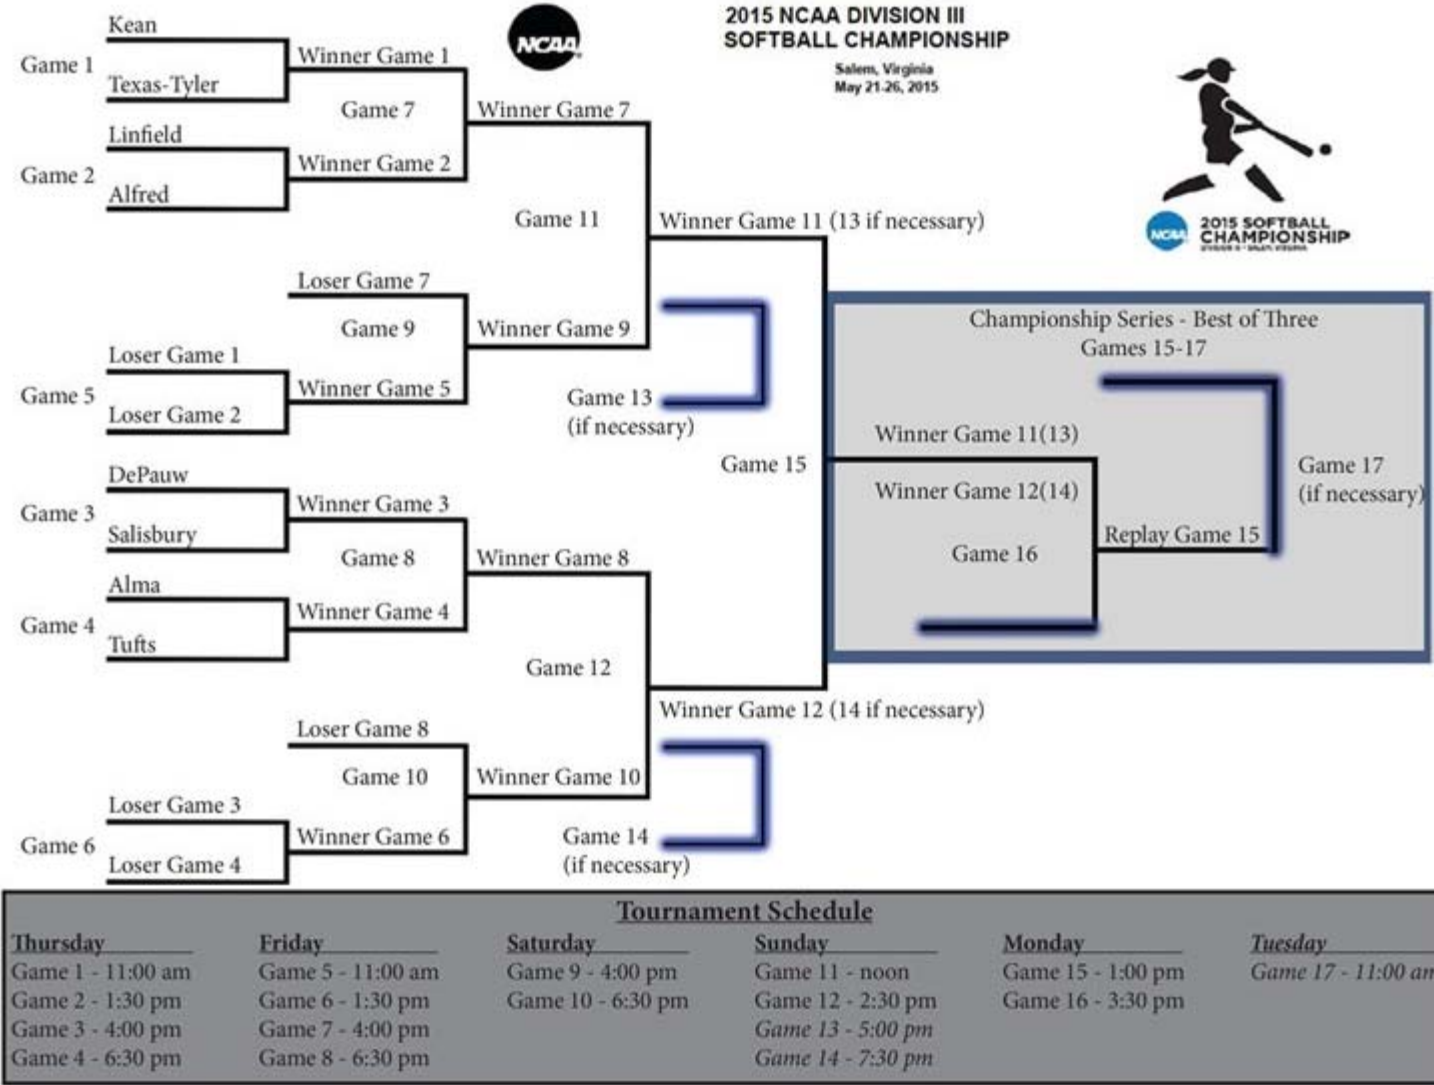 2015 NCAA DIVISION III
SOFTBALL CHAMPIONSHIP
Salem, Virginia
May 21-26, 2015
NCAA
Kean
Game 1
Texas-Tyler
Winner Game 1
Game 7
Linfield
Game 2
Alfred
Winner Game 2
Winner Game 7
Game 11
Winner Game 11 (13 if necessary)
NCAA
2015 SOFTBALL
CHAMPIONSHIP
Loser Game 7
Game 9
Winner Game 9
Loser Game 1
Game 5
Loser Game 2
Winner Game 5
Game 13
(if necessary)
Championship Series - Best of Three
Games 15-17
Game 15
Winner Game 11(13)
Winner Game 12(14)
Game 16
Replay Game 15
Game 17
(if necessary)
DePauw
Game 3
Salisbury
Winner Game 3
Game 8
Alma
Game 4
Tufts
Winner Game 4
Winner Game 8
Game 12
Winner Game 12 (14 if necessary)
Loser Game 8
Game 10
Winner Game 10
Loser Game 3
Game 6
Loser Game 4
Winner Game 6
Game 14
(if necessary)
Tournament Schedule
Thursday
Game 1 - 11:00 am
Game 2 - 1:30 pm
Game 3 - 4:00 pm
Game 4 - 6:30 pm
Friday
Game 5 - 11:00 am
Game 6 - 1:30 pm
Game 7 - 4:00 pm
Game 8 - 6:30 pm
Saturday
Game 9 - 4:00 pm
Game 10 - 6:30 pm
Sunday
Game 11 - noon
Game 12 - 2:30 pm
Game 13 - 5:00 pm
Game 14 - 7:30 pm
Monday
Game 15 - 1:00 pm
Game 16 - 3:30 pm
Tuesday
Game 17 - 11:00 am